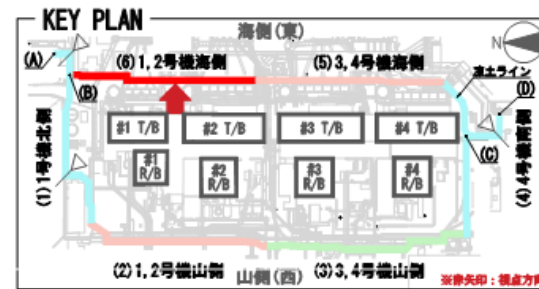 KEY PLAN
海側(東)
N
(A)
(6)1,2号機海側
(5)3,4号機海側
凍土ライン
(B)
(D)
#1 T/B
#2 T/B
#3 T/B
#4 T/B
(1)1号機北側
#1
R/B
#2
R/B
#3
R/B
#4
R/B
(C)
(4)4号機南側
(2)1,2号機山側
山側(西)
(3)3,4号機山側
※赤矢印:視点方向